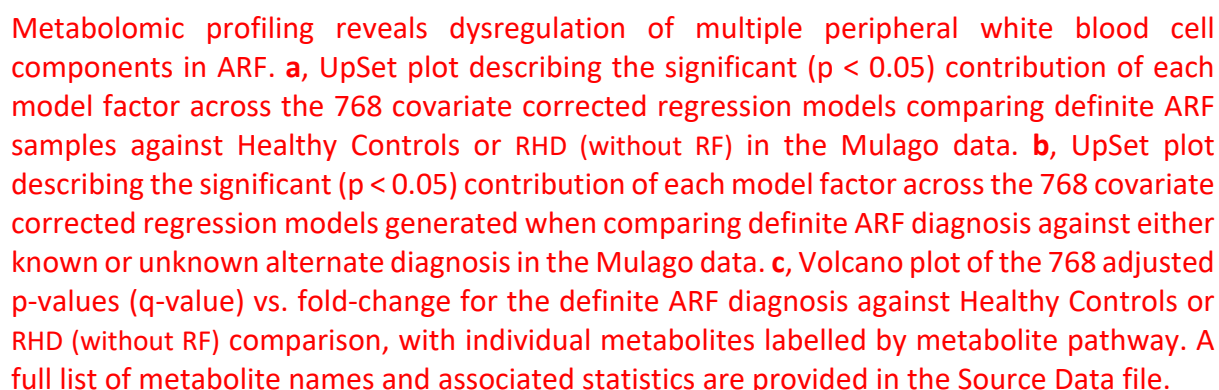 Metabolomic profiling reveals dysregulation of multiple peripheral white blood cell
components in ARF. a, UpSet plot describing the significant (p < 0.05) contribution of each
model factor across the 768 covariate corrected regression models comparing definite ARF
samples against Healthy Controls or RHD (without RF) in the Mulago data. b, UpSet plot
describing the significant (p < 0.05) contribution of each model factor across the 768 covariate
corrected regression models generated when comparing definite ARF diagnosis against either
known or unknown alternate diagnosis in the Mulago data. c, Volcano plot of the 768 adjusted
p-values (q-value) vs. fold-change for the definite ARF diagnosis against Healthy Controls or
RHD (without RF) comparison, with individual metabolites labelled by metabolite pathway. A
full list of metabolite names and associated statistics are provided in the Source Data file.